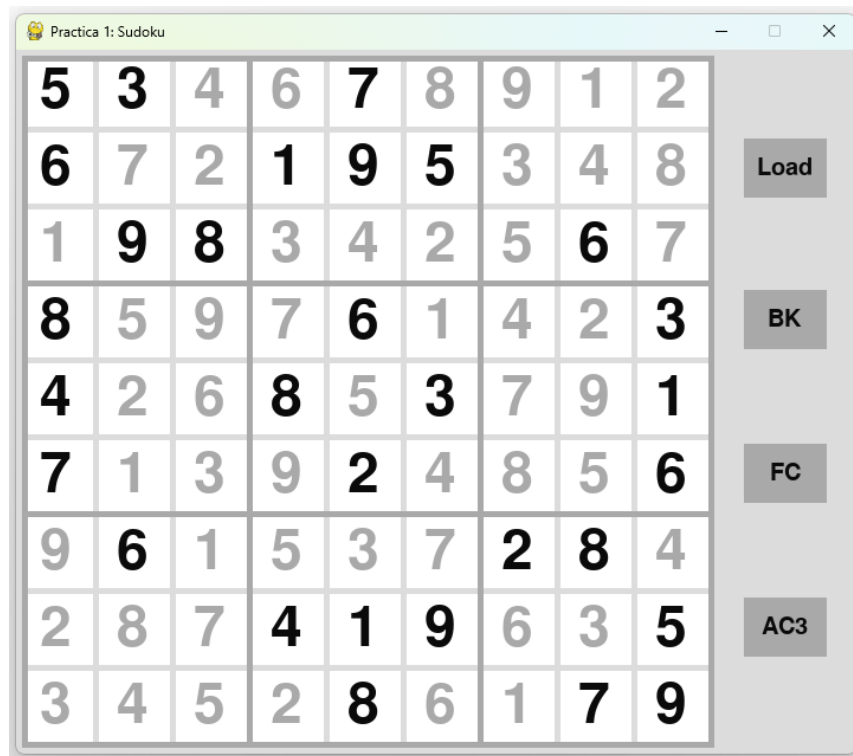 Practica 1: Sudoku
5 3 4 6 7 8 9 1 2
6 7 2 1 9 5 3 4 8
Load
1 9 8 3 4 2 5 6 7
8 5 9 7 6 1 4 2 3
BK
4 2 6 8 5 3 7 9 1
7 1 3 9 2 4 8 5 6
FC
9 6 1 5 3 7 2 8 4
2 8 7 4 1 9 6 3 5
AC3
3 4 5 2 8 6 1 7 9